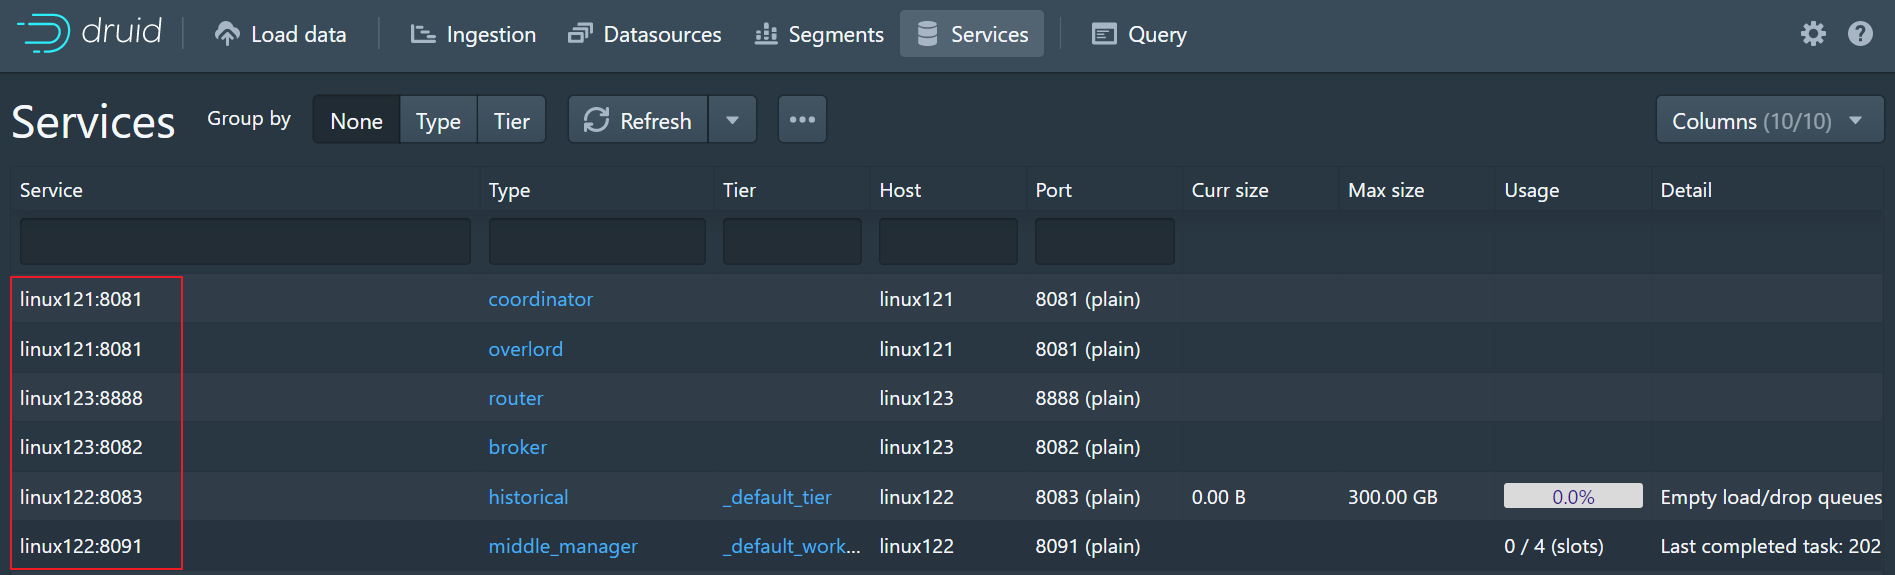 druid Load data Ingestion Datasources Segments Services Query
Services Group by None Type Tier Refresh Columns (10/10)
Service Type Tier Host Port Curr size Max size Usage Detail
linux121:8081 coordinator linux121 8081 (plain)
linux121:8081 overlord linux121 8081 (plain)
linux123:8888 router linux123 8888 (plain)
linux123:8082 broker linux123 8082 (plain)
linux122:8083 historical _default_tier linux122 8083 (plain) 0.00 B 300.00 GB 0.0% Empty load/drop queues
linux122:8091 middle_manager _default_work... linux122 8091 (plain) 0 / 4 (slots) Last completed task: 202